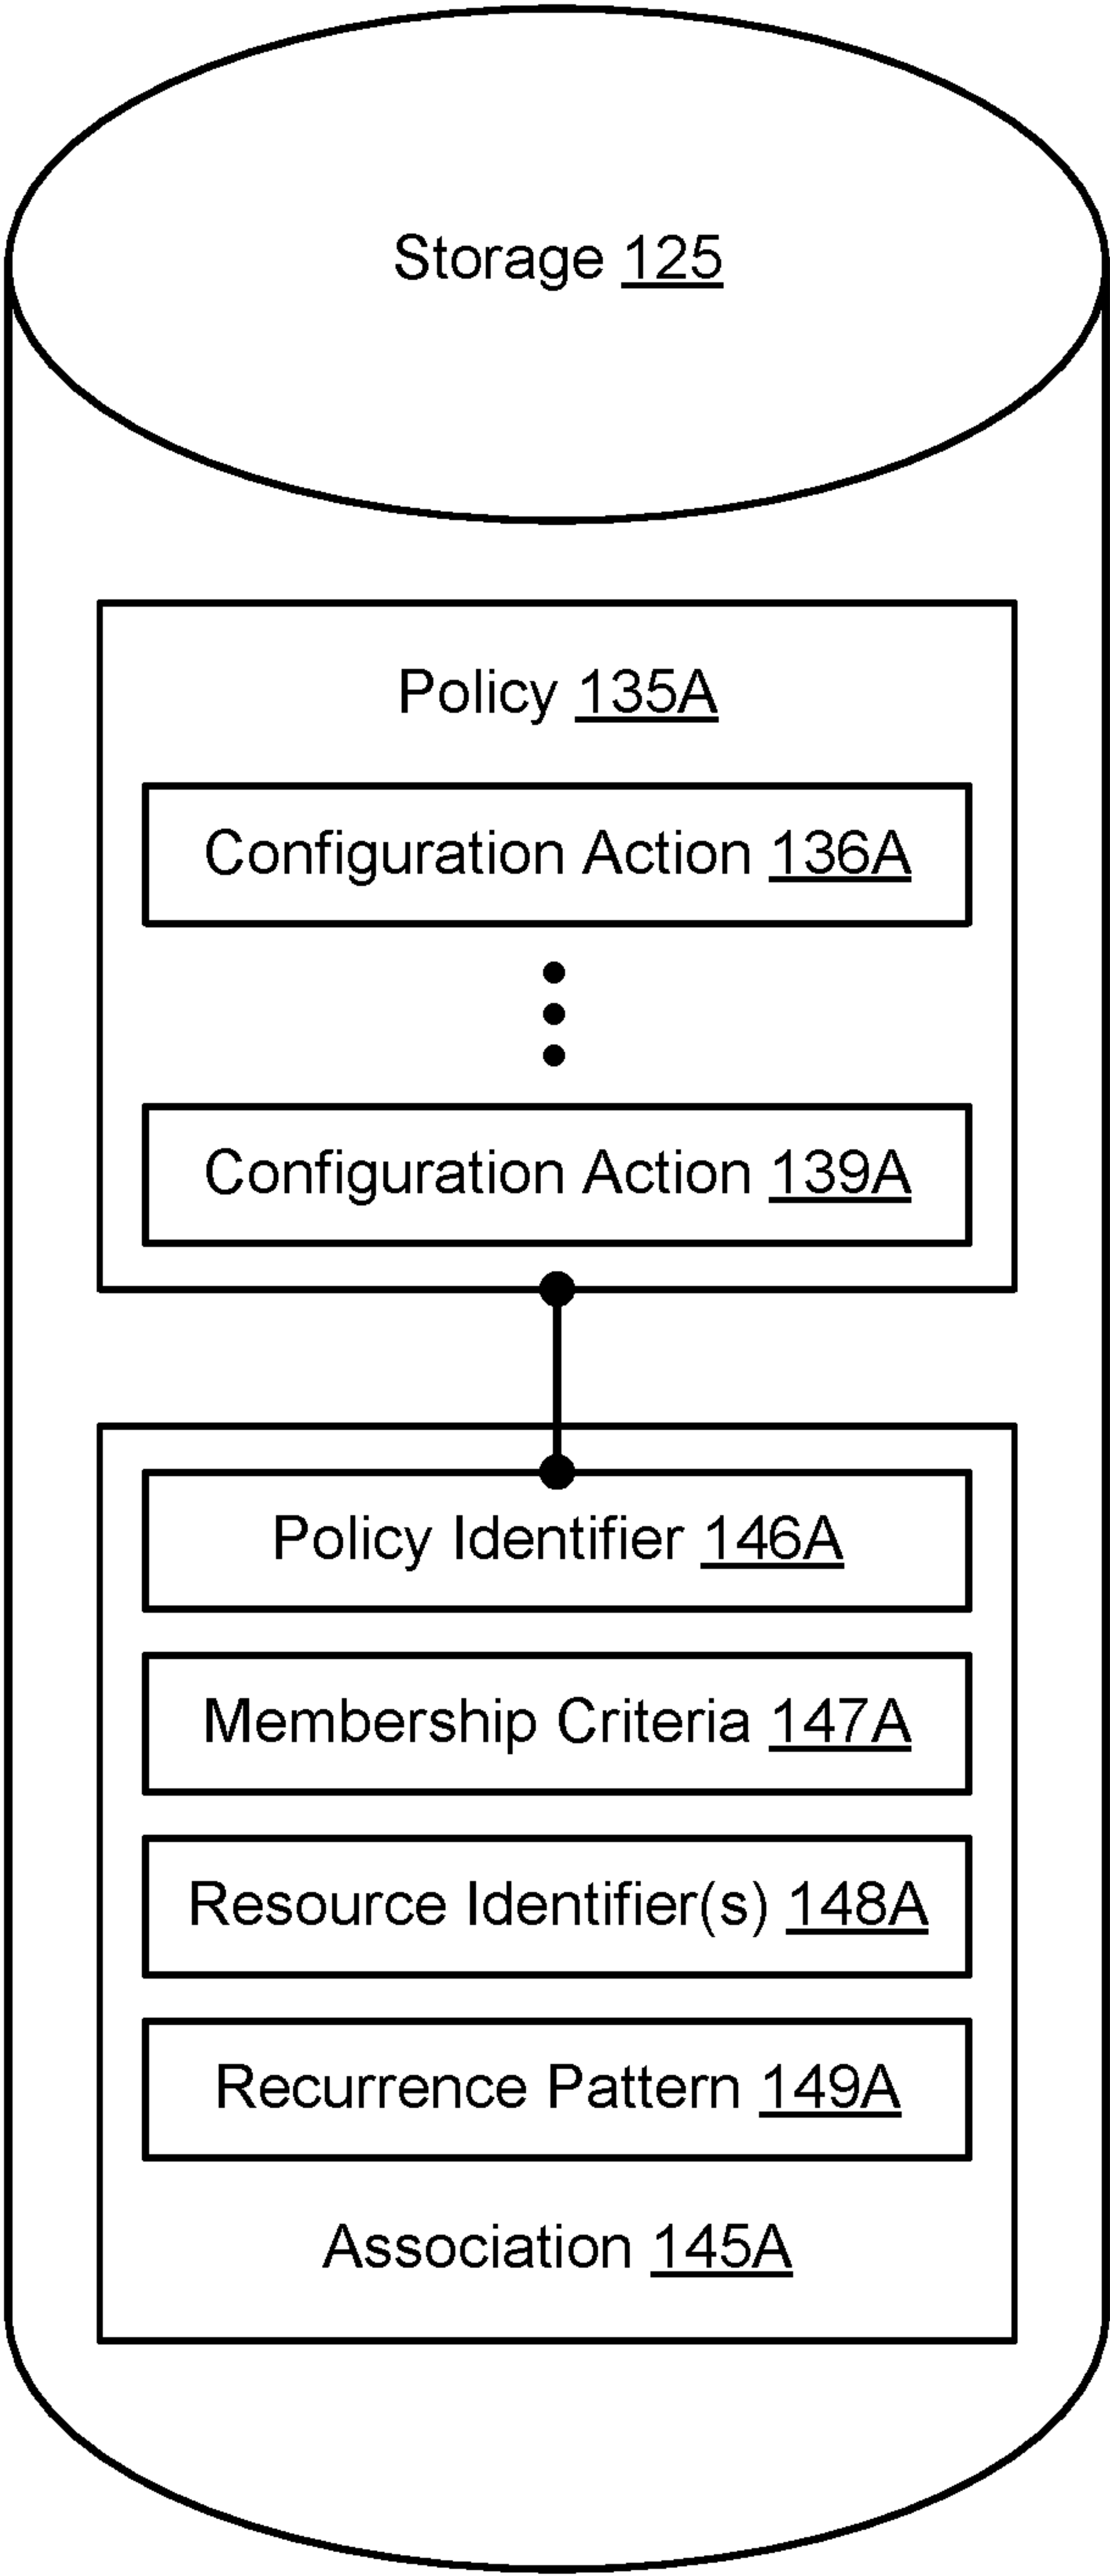 Storage 125
Policy 135A
Configuration Action 136A
Configuration Action 139A
Policy Identifier 146A
Membership Criteria 147A
Resource Identifier(s) 148A
Recurrence Pattern 149A
Association 145A